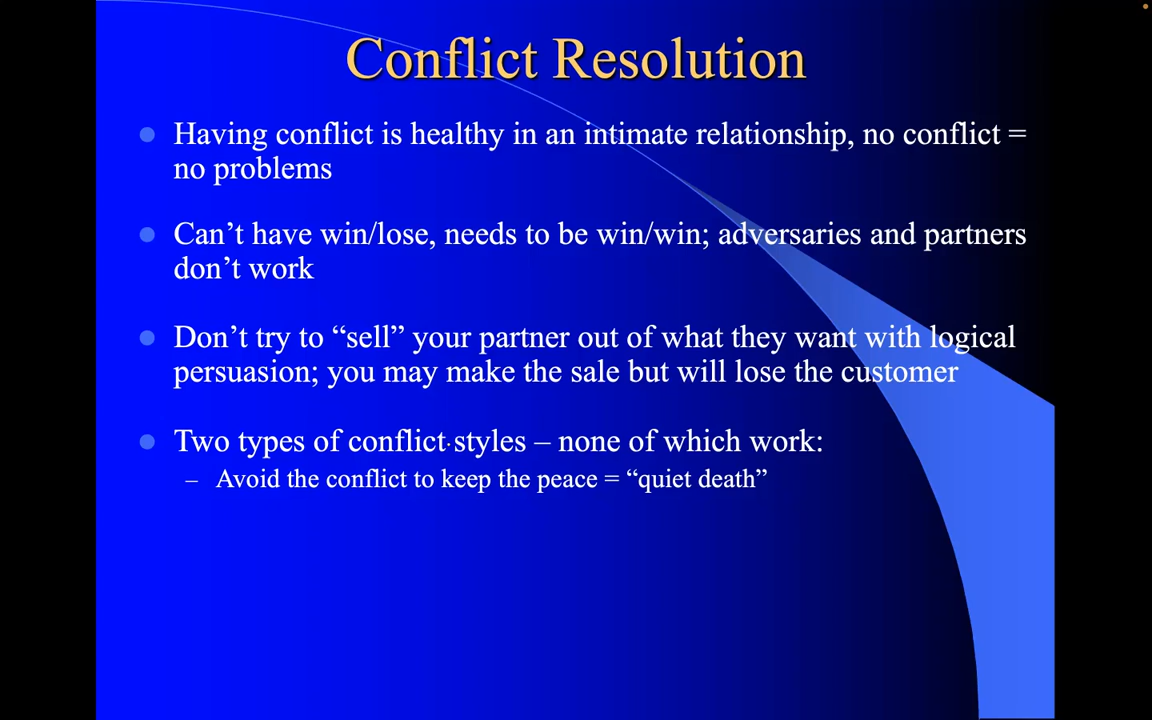 Conflict Resolution
Having conflict is healthy in an intimate relationship, no conflict =
no problems
Can’t have win/lose, needs to be win/win; adversaries and partners
don’t work
Don’t try to “sell” your partner out of what they want with logical
persuasion; you may make the sale but will lose the customer
Two types of conflict styles – none of which work:
– Avoid the conflict to keep the peace = “quiet death”